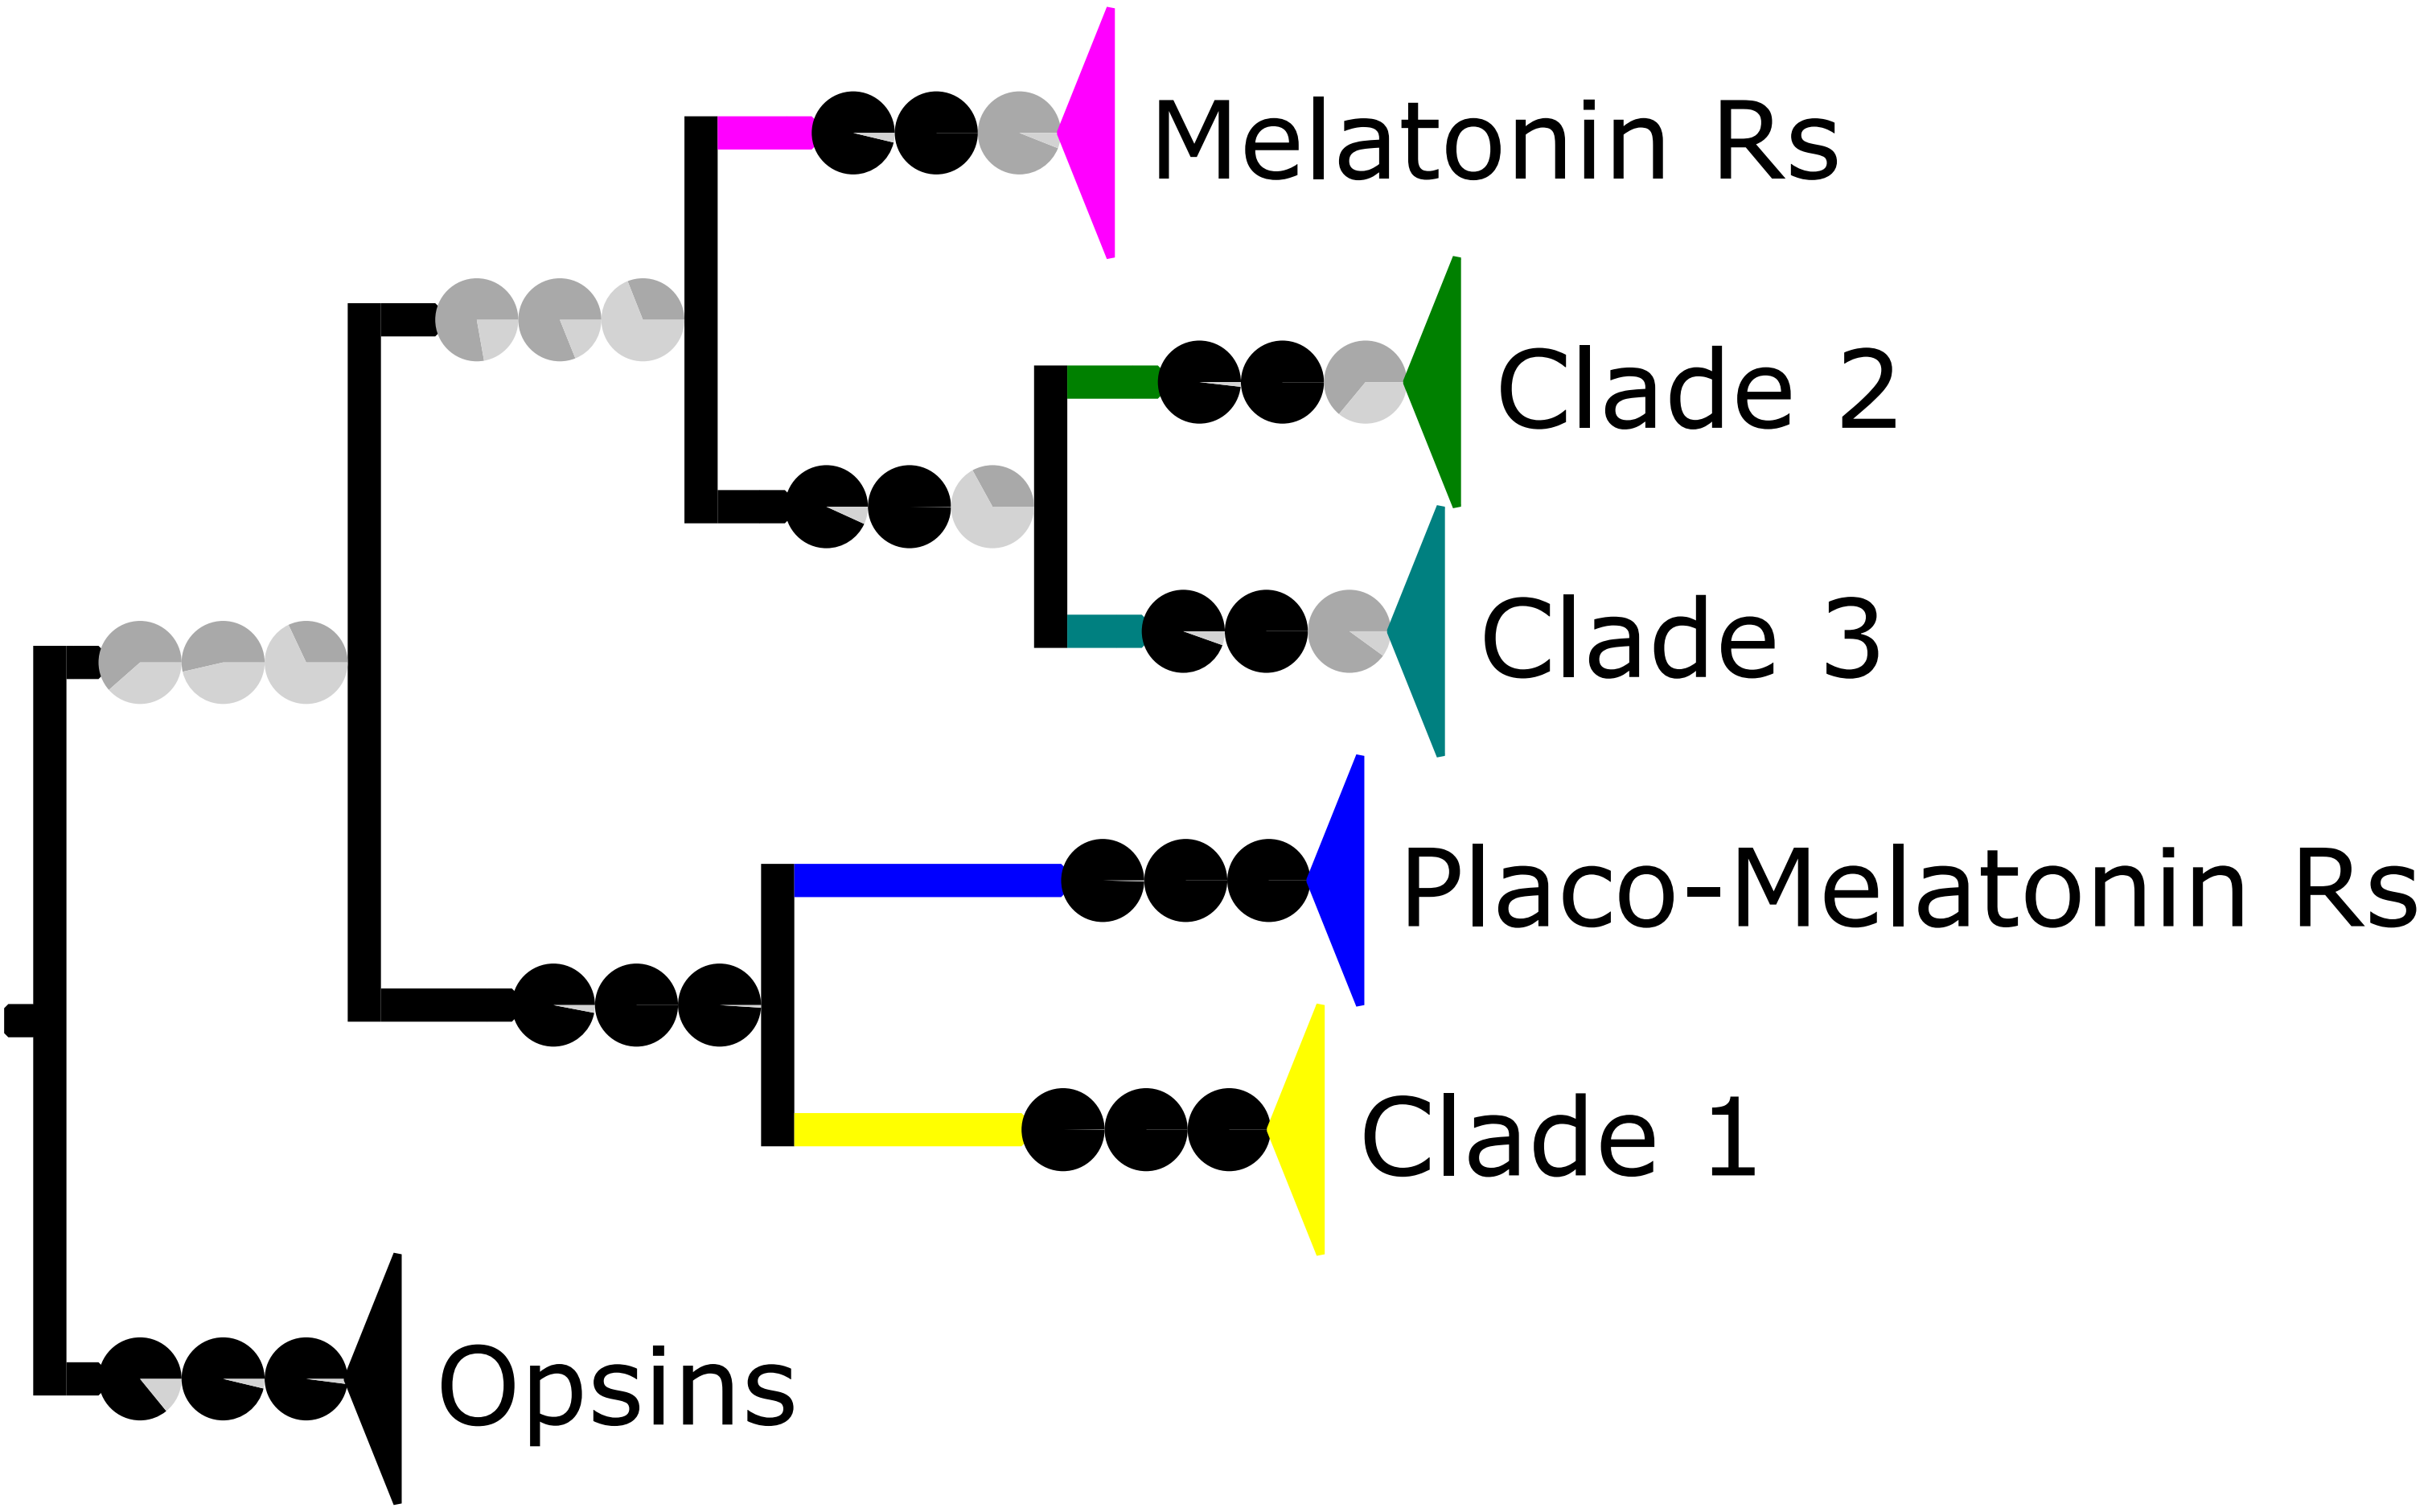 Melatonin Rs
Clade 2
Clade 3
Placo-Melatonin Rs
Clade 1
Opsins